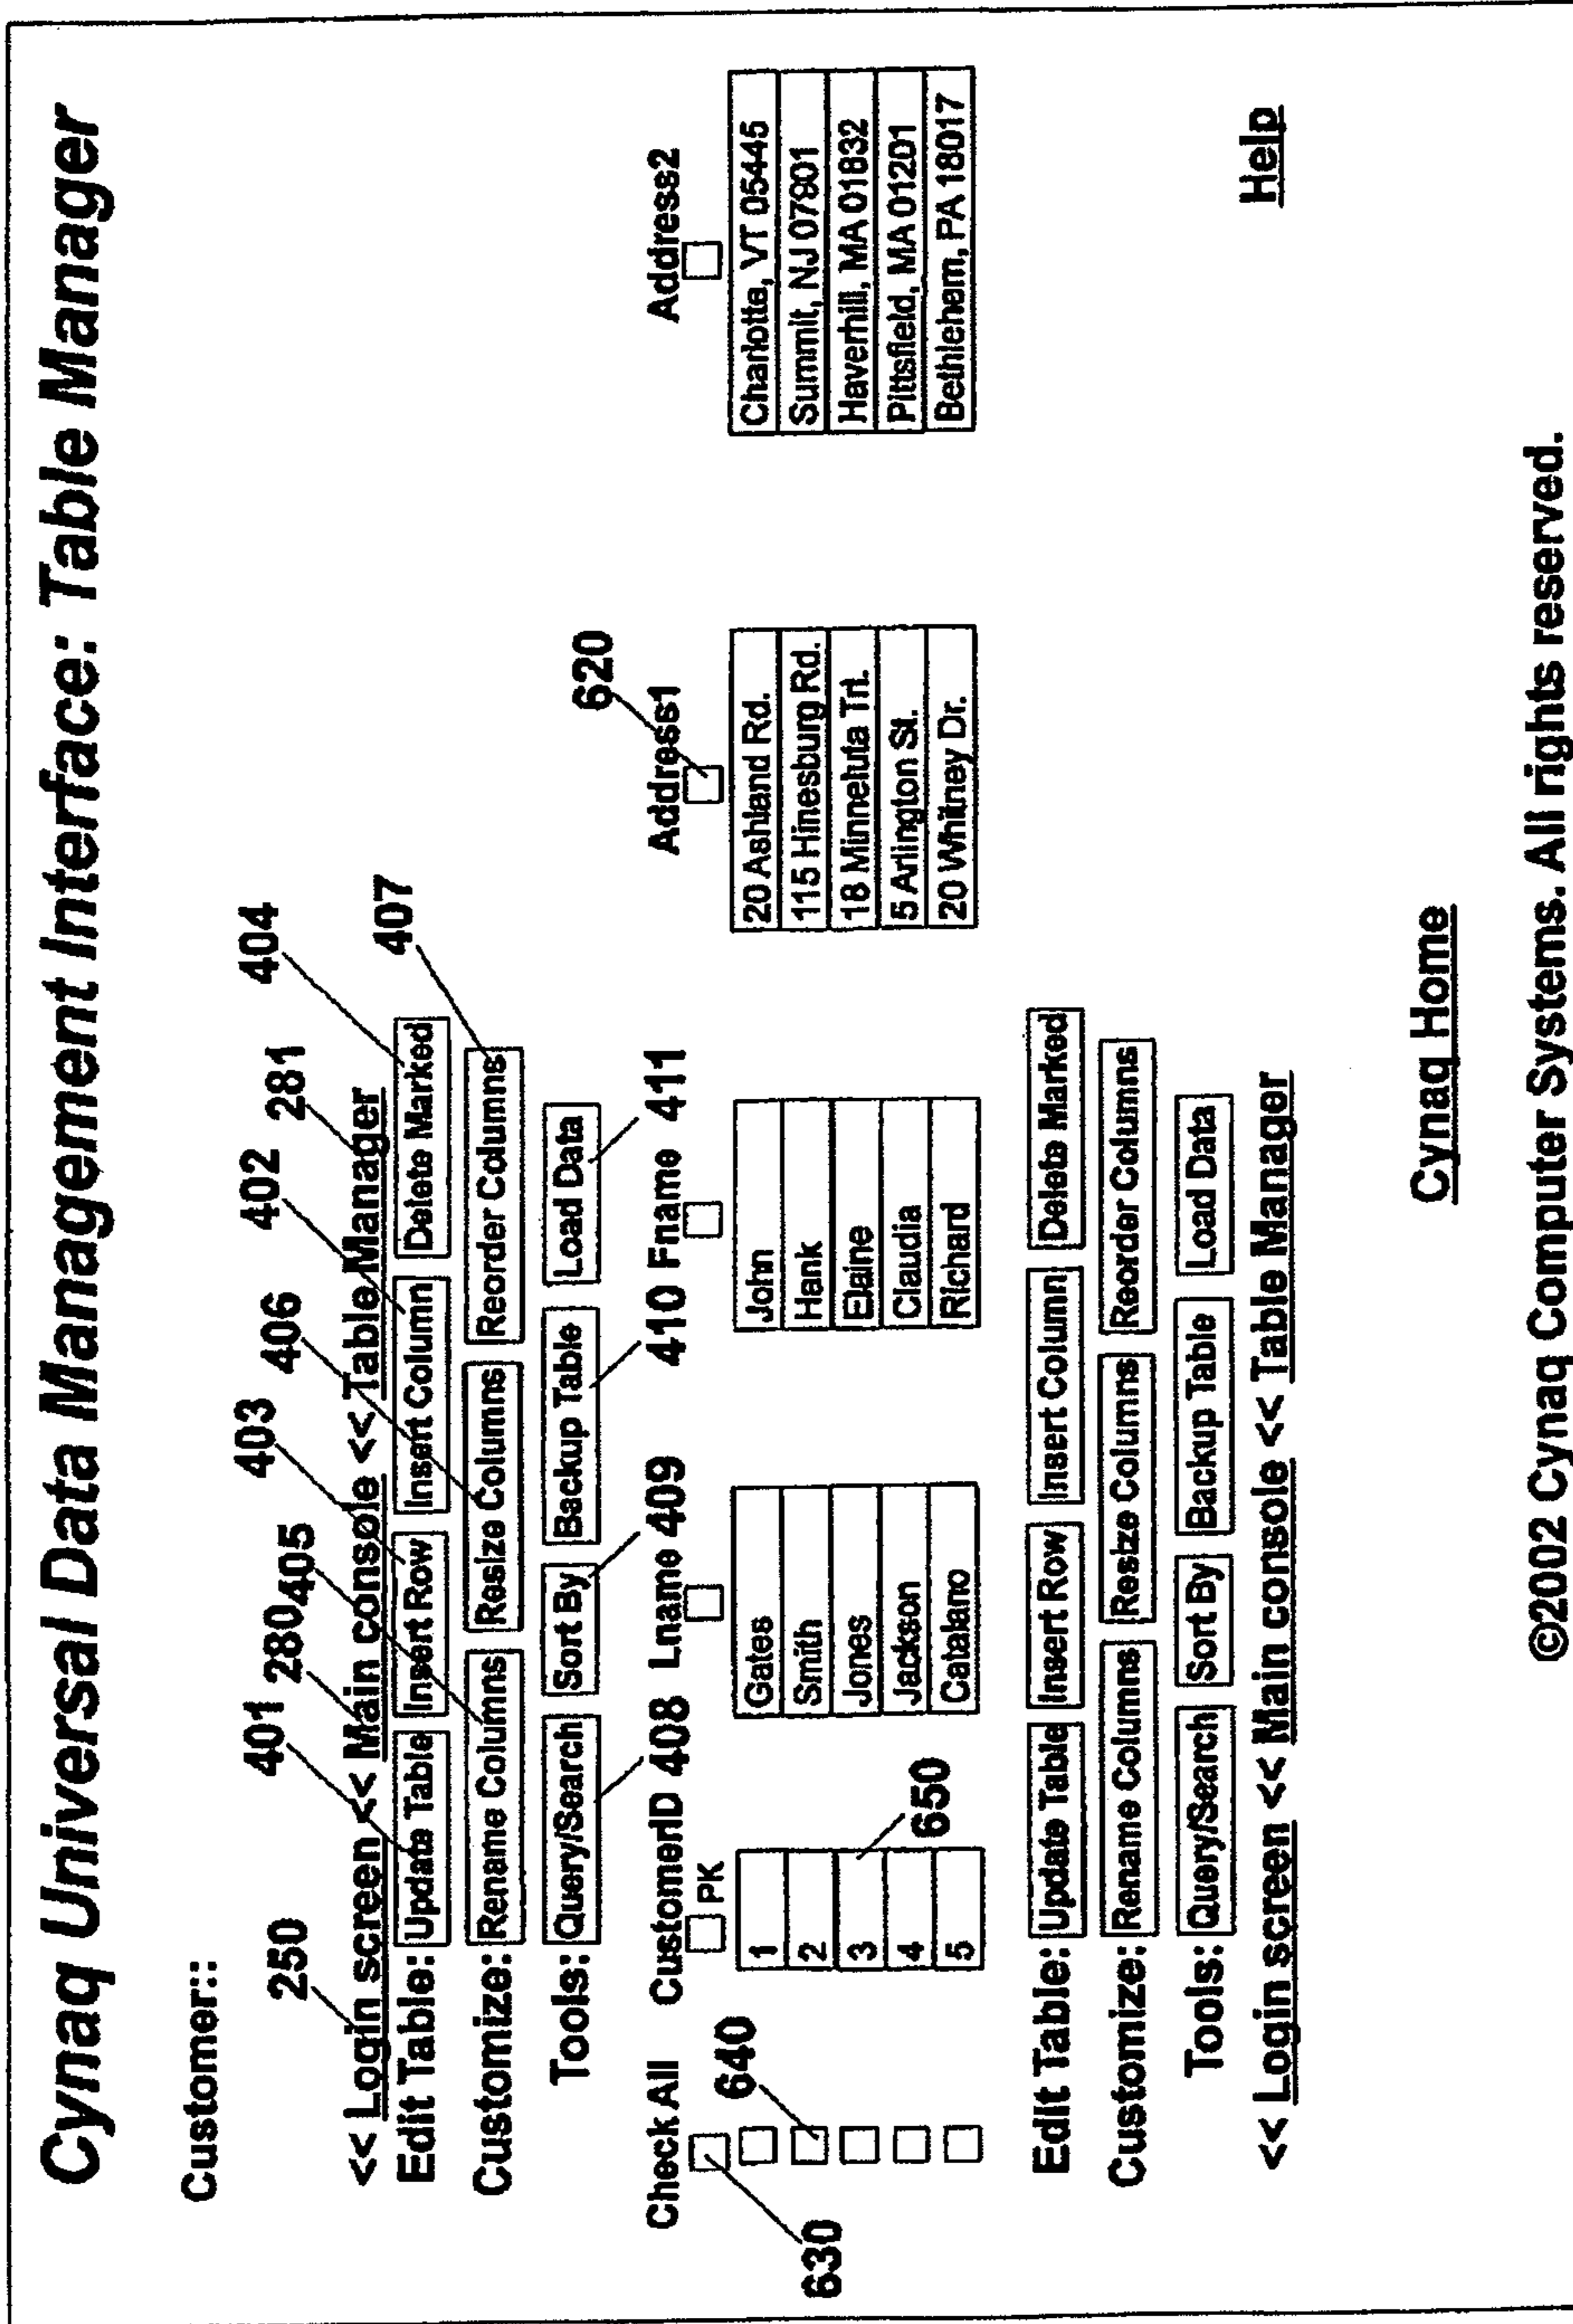 Cynaq Universal Data Management Interface: Table Manager
Customer::
250 401 280 405 403 406 402 281 404
<< Login screen << Main console << Table Manager
Edit Table: Update Table Insert Row Insert Column Delete Marked
407
Customize: Rename Columns Resize Columns Reorder Columns
Tools: Query/Search Sort By Backup Table Load Data
620
Check All CustomerID 408 Lname 409 410 Fname 411 Address1 Address2
PK
630 640 650
1 Gates John 20 Ashland Rd. Charlotte, VT 05445
2 Smith Hank 115 Hinesburg Rd. Summit, NJ 07901
3 Jones Elaine 18 Minnetuta Trl. Haverhill, MA 01832
4 Jackson Claudia 5 Arlington St. Pittsfield, MA 01201
5 Catalano Richard 20 Whitney Dr. Bethlehem, PA 18017
Edit Table: Update Table Insert Row Insert Column Delete Marked
Customize: Rename Columns Resize Columns Reorder Columns
Tools: Query/Search Sort By Backup Table Load Data
<< Login screen << Main console << Table Manager
Help
Cynaq Home
©2002 Cynaq Computer Systems. All rights reserved.